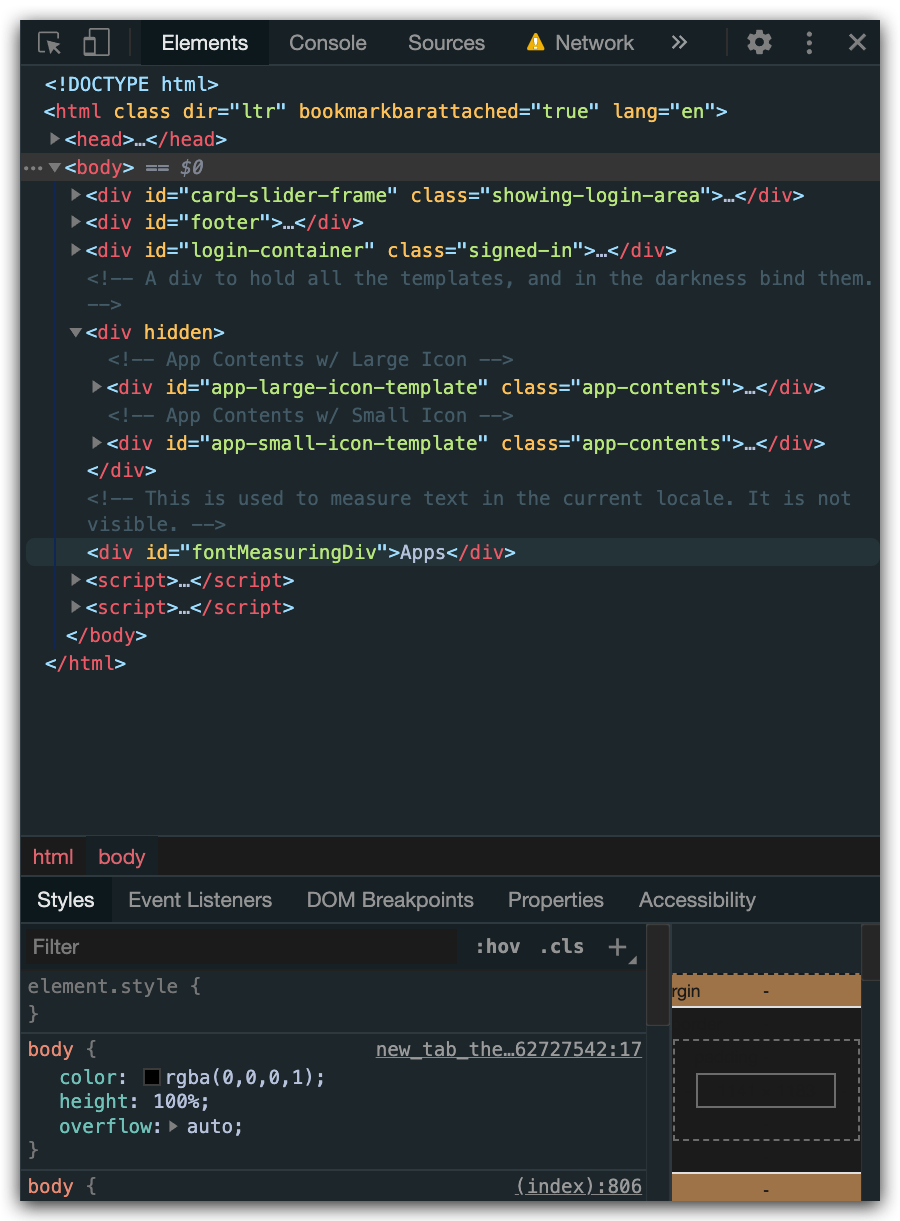 Elements Console Sources Network »
<!DOCTYPE html>
<html class dir="ltr" bookmarkbarattached="true" lang="en">
<head>…</head>
<body> == $0
<div id="card-slider-frame" class="showing-login-area">…</div>
<div id="footer">…</div>
<div id="login-container" class="signed-in">…</div>
<!-- A div to hold all the templates, and in the darkness bind them.
-->
<div hidden>
<!-- App Contents w/ Large Icon -->
<div id="app-large-icon-template" class="app-contents">…</div>
<!-- App Contents w/ Small Icon -->
<div id="app-small-icon-template" class="app-contents">…</div>
</div>
<!-- This is used to measure text in the current locale. It is not
visible. -->
<div id="fontMeasuringDiv">Apps</div>
<script>…</script>
<script>…</script>
</body>
</html>
html body
Styles Event Listeners DOM Breakpoints Properties Accessibility
Filter :hov .cls +
element.style {
}
body { new_tab_the…62727542:17
color: rgba(0,0,0,1);
height: 100%;
overflow: auto;
}
body { (index):806
rgin -
-